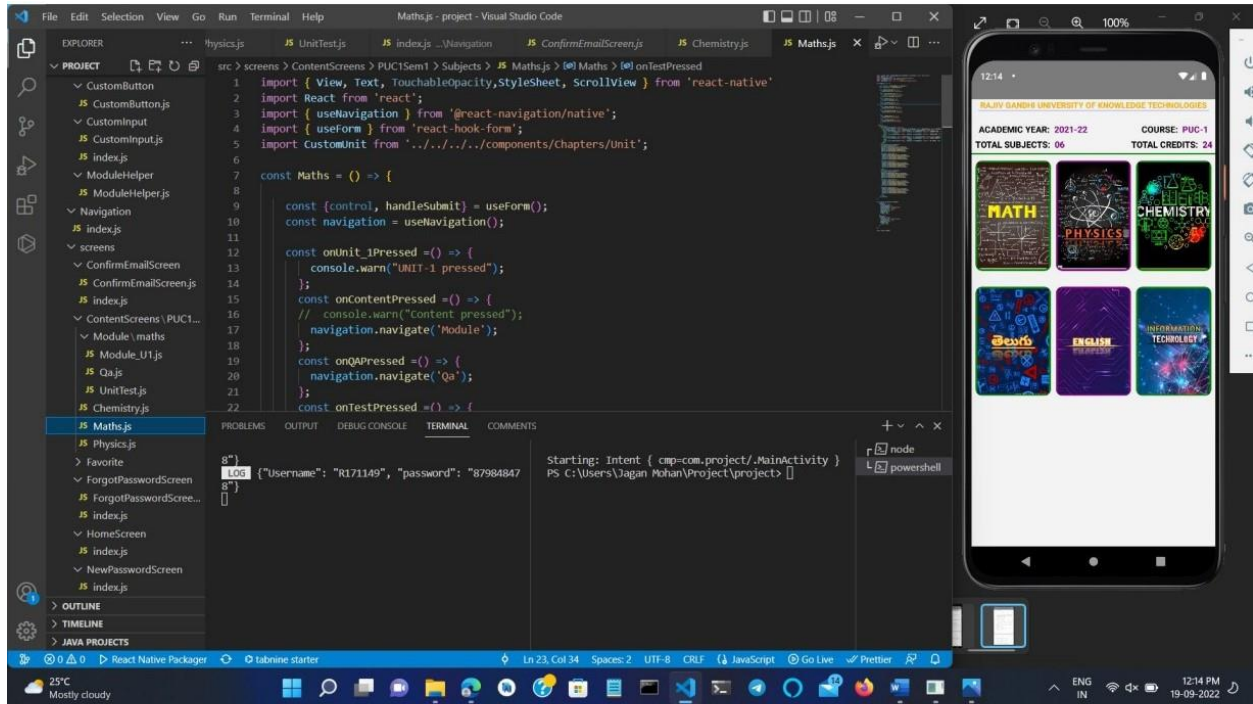 File Edit Selection View Go Run Terminal Help Maths.js - project - Visual Studio Code
EXPLORER
PROJECT
CustomButton
JS CustomButton.js
CustomInput
JS CustomInput.js
JS index.js
ModuleHelper
JS ModuleHelper.js
Navigation
JS index.js
screens
ConfirmEmailScreen
JS ConfirmEmailScreen.js
JS index.js
ContentScreens \ PUC1...
Module \ maths
JS Module_U1.js
JS Qa.js
JS UnitTest.js
JS Chemistry.js
JS Maths.js
JS Physics.js
Favorite
ForgotPasswordScreen
JS ForgotPasswordScree...
JS index.js
HomeScreen
JS index.js
NewPasswordScreen
JS index.js
OUTLINE
TIMELINE
JAVA PROJECTS
hysics.js JS UnitTest.js JS index.js ...\Navigation JS ConfirmEmailScreen.js JS Chemistry.js JS Maths.js
src > screens > ContentScreens > PUC1Sem1 > Subjects > JS Maths.js > Maths > onTestPressed
1 import { View, Text, TouchableOpacity,StyleSheet, ScrollView } from 'react-native'
2 import React from 'react';
3 import { useNavigation } from '@react-navigation/native';
4 import { useForm } from 'react-hook-form';
5 import CustomUnit from '../../../../components/Chapters/Unit';
6
7 const Maths = () => {
8
9 const {control, handleSubmit} = useForm();
10 const navigation = useNavigation();
11
12 const onUnit_1Pressed =() => {
13 console.warn("UNIT-1 pressed");
14 };
15 const onContentPressed =() => {
16 // console.warn("Content pressed");
17 navigation.navigate('Module');
18 };
19 const onQAPressed =() => {
20 navigation.navigate('Qa');
21 };
22 const onTestPressed =() => {
PROBLEMS OUTPUT DEBUG CONSOLE TERMINAL COMMENTS
8"}
LOG {"Username": "R171149", "password": "87984847
8"}
Starting: Intent { cmp=com.project/.MainActivity }
PS C:\Users\Jagan Mohan\Project\project>
node
powershell
0 0 React Native Packager tabnine starter Ln 23, Col 34 Spaces: 2 UTF-8 CRLF JavaScript Go Live Prettier
100%
12:14
RAJIV GANDHI UNIVERSITY OF KNOWLEDGE TECHNOLOGIES
ACADEMIC YEAR: 2021-22 COURSE: PUC-1
TOTAL SUBJECTS: 06 TOTAL CREDITS: 24
MATH
PHYSICS
CHEMISTRY
తెలుగు
ENGLISH
INFORMATION
TECHNOLOGY
25°C
Mostly cloudy
14
ENG
IN
12:14 PM
19-09-2022